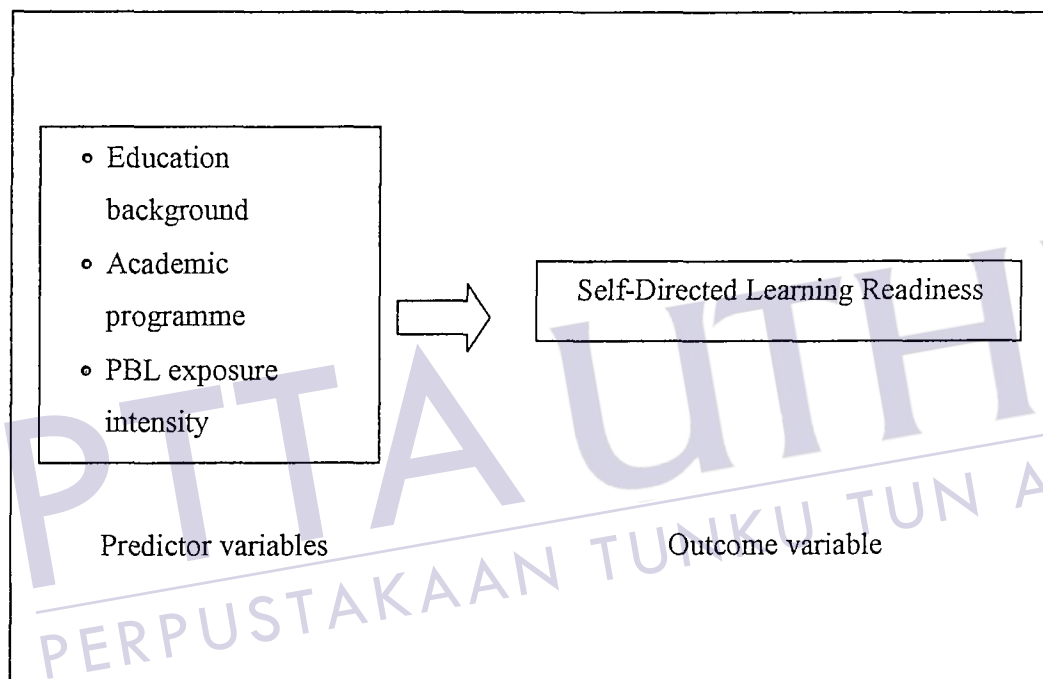 • Education
background
• Academic
programme
• PBL exposure
intensity
Self-Directed Learning Readiness
Predictor variables
Outcome variable
PTTA UTH
PERPUSTAKAAN TUNKU TUN A